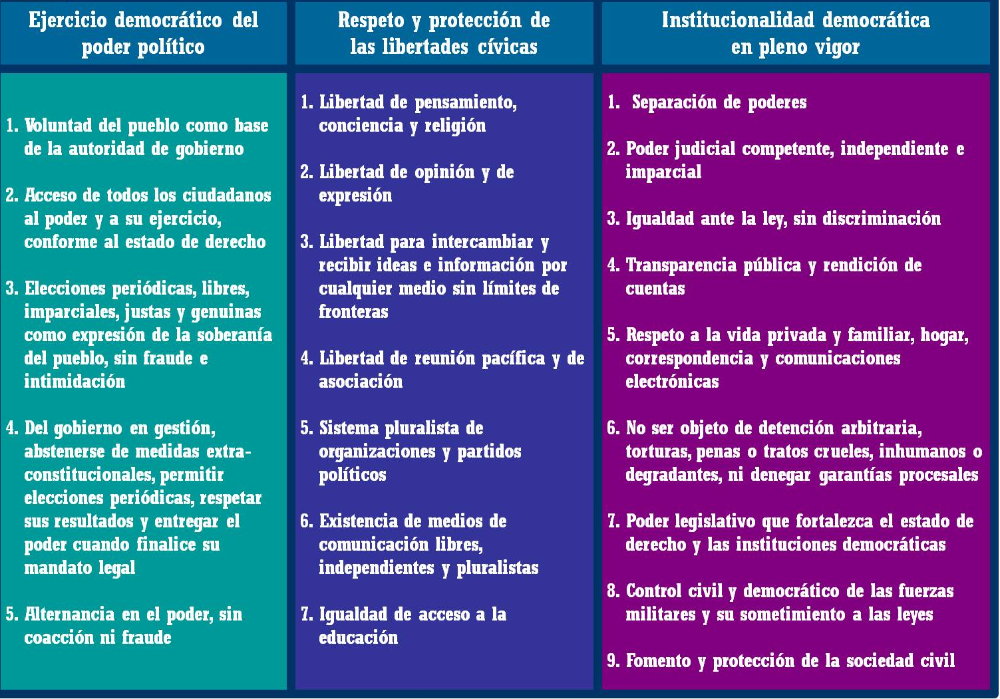 Ejercicio democrático del
poder político
Respeto y protección de
las libertades cívicas
Institucionalidad democrática
en pleno vigor
1. Voluntad del pueblo como base
de la autoridad de gobierno
2. Acceso de todos los ciudadanos
al poder y a su ejercicio,
conforme al estado de derecho
3. Elecciones periódicas, libres,
imparciales, justas y genuinas
como expresión de la soberanía
del pueblo, sin fraude e
intimidación
4. Del gobierno en gestión,
abstenerse de medidas extra-
constitucionales, permitir
elecciones periódicas, respetar
sus resultados y entregar el
poder cuando finalice su
mandato legal
5. Alternancia en el poder, sin
coacción ni fraude
1. Libertad de pensamiento,
conciencia y religión
2. Libertad de opinión y de
expresión
3. Libertad para intercambiar y
recibir ideas e información por
cualquier medio sin límites de
fronteras
4. Libertad de reunión pacífica y de
asociación
5. Sistema pluralista de
organizaciones y partidos
políticos
6. Existencia de medios de
comunicación libres,
independientes y pluralistas
7. Igualdad de acceso a la
educación
1. Separación de poderes
2. Poder judicial competente, independiente e
imparcial
3. Igualdad ante la ley, sin discriminación
4. Transparencia pública y rendición de
cuentas
5. Respeto a la vida privada y familiar, hogar,
correspondencia y comunicaciones
electrónicas
6. No ser objeto de detención arbitraria,
torturas, penas o tratos crueles, inhumanos o
degradantes, ni denegar garantías procesales
7. Poder legislativo que fortalezca el estado de
derecho y las instituciones democráticas
8. Control civil y democrático de las fuerzas
militares y su sometimiento a las leyes
9. Fomento y protección de la sociedad civil